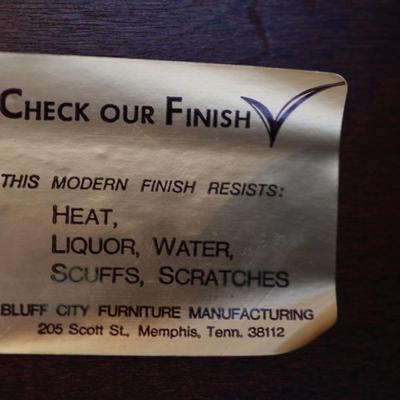 CHECK OUR FINISH
THIS MODERN FINISH RESISTS:
HEAT,
LIQUOR, WATER,
SCUFFS, SCRATCHES
BLUFF CITY FURNITURE MANUFACTURING
205 Scott St., Memphis, Tenn. 38112